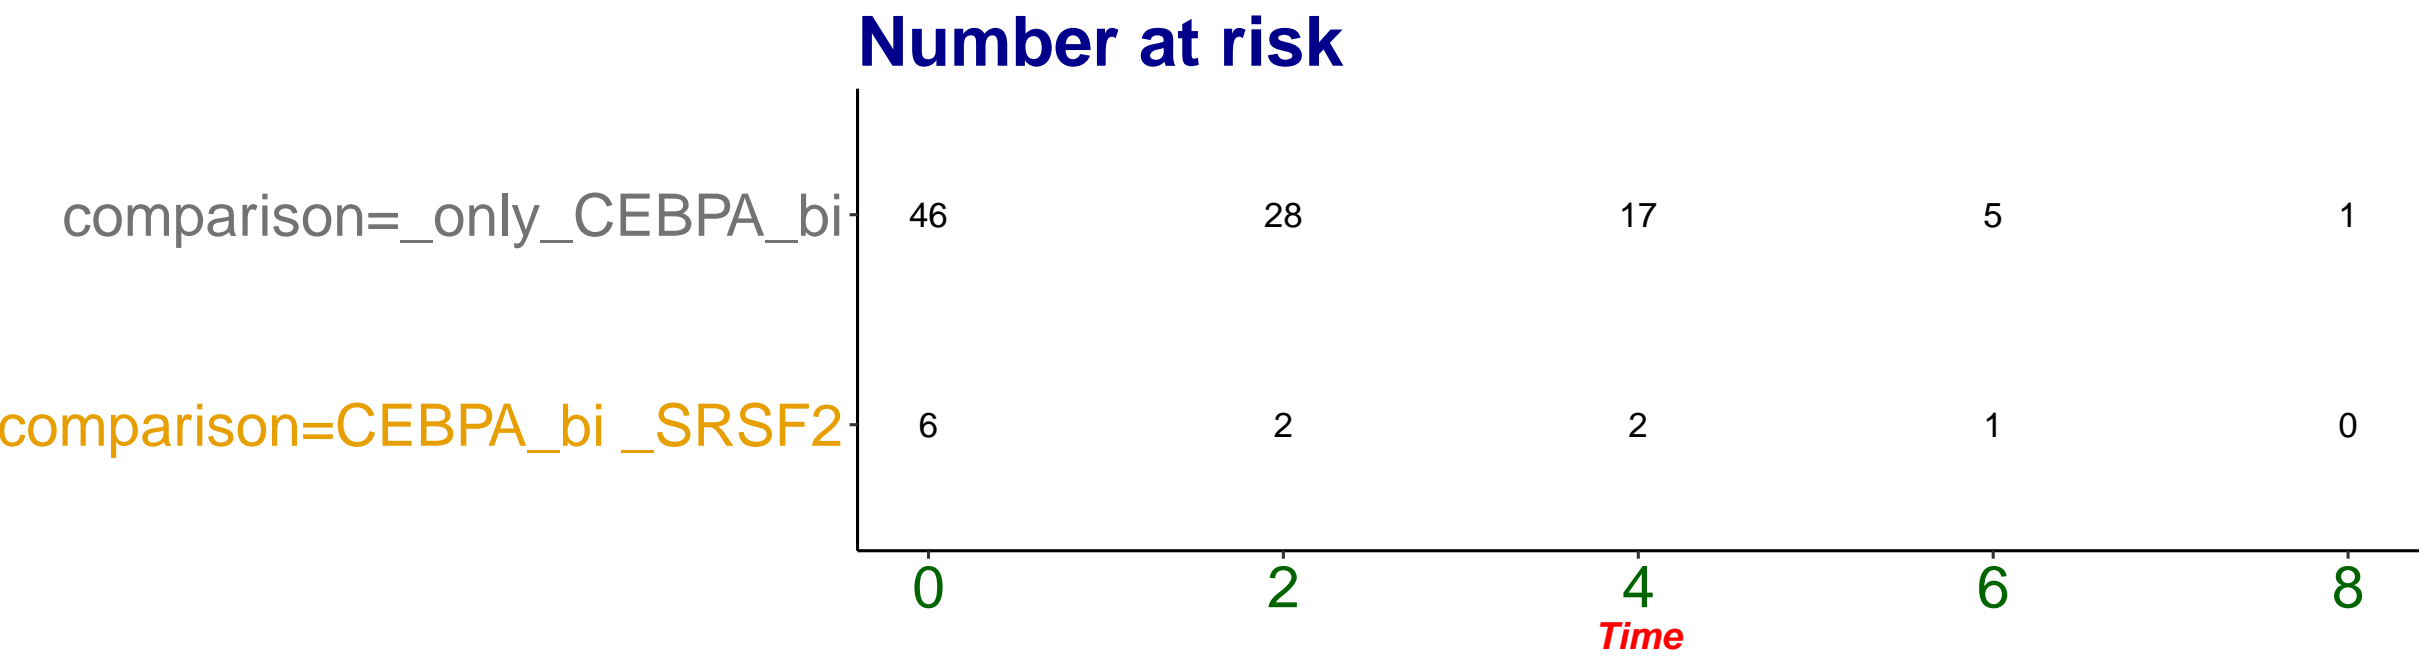 Number at risk
comparison=_only_CEBPA_bi 46 28 17 5 1
comparison=CEBPA_bi _SRSF2 6 2 2 1 0
0 2 4 6 8
Time